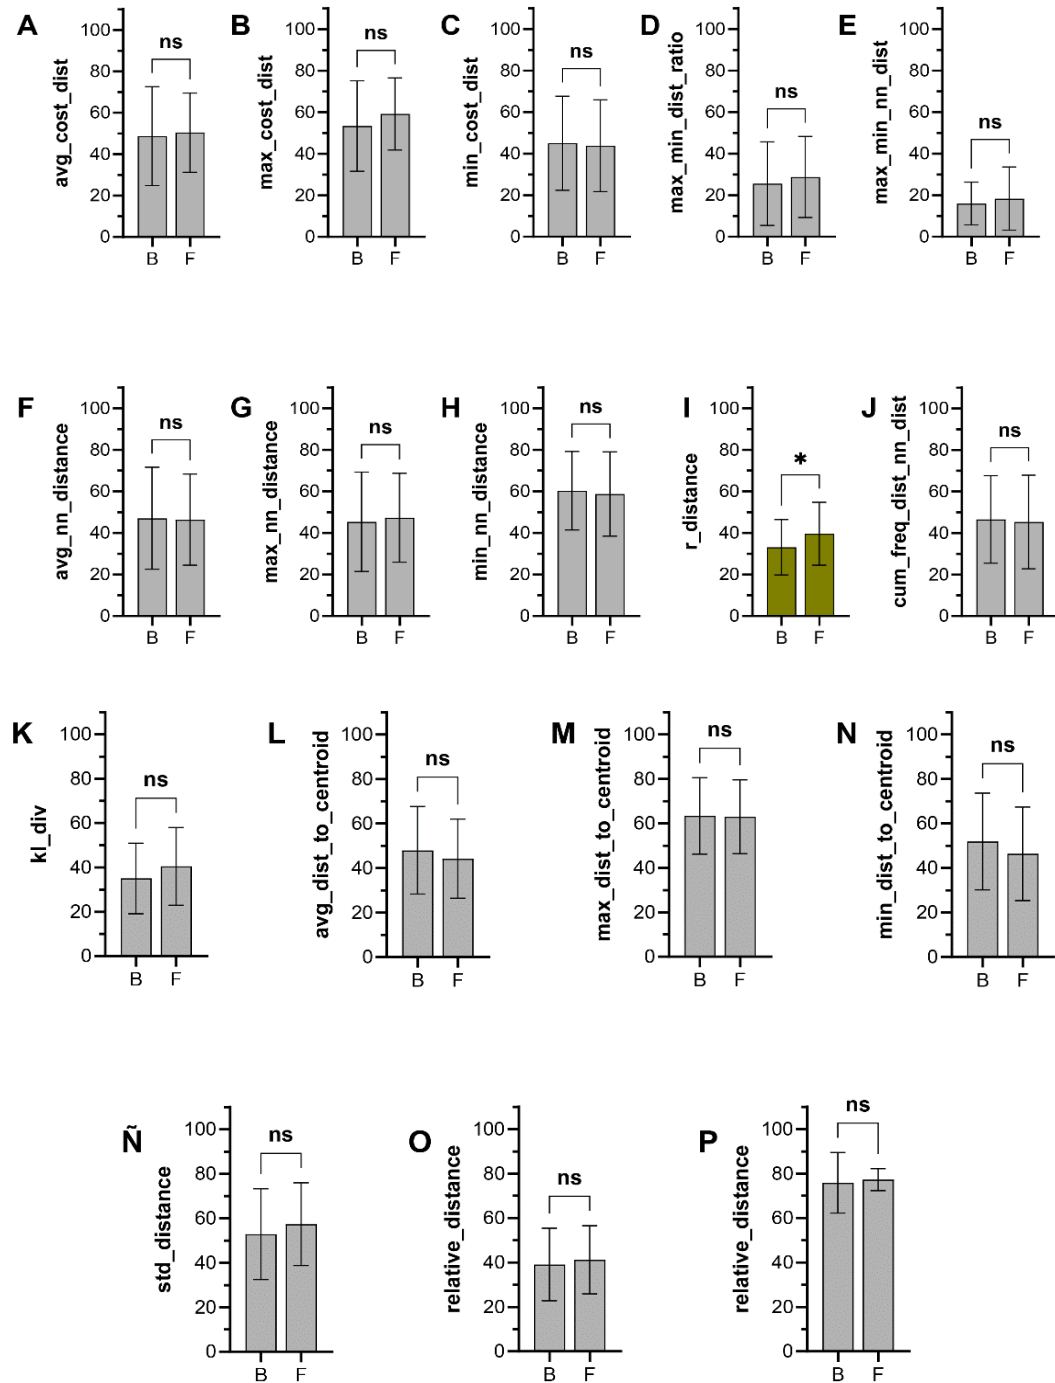 A
avg_cost_dist
100
80
60
40
20
0
ns
B F
B
max_cost_dist
100
80
60
40
20
0
ns
B F
C
min_cost_dist
100
80
60
40
20
0
ns
B F
D
max_min_dist_ratio
100
80
60
40
20
0
ns
B F
E
max_min_nn_dist
100
80
60
40
20
0
ns
B F
F
avg_nn_distance
100
80
60
40
20
0
ns
B F
G
max_nn_distance
100
80
60
40
20
0
ns
B F
H
min_nn_distance
100
80
60
40
20
0
ns
B F
I
r_distance
100
80
60
40
20
0
*
B F
J
cum_freq_dist_nn_dist
100
80
60
40
20
0
ns
B F
K
kl_div
100
80
60
40
20
0
ns
B F
L
avg_dist_to_centroid
100
80
60
40
20
0
ns
B F
M
max_dist_to_centroid
100
80
60
40
20
0
ns
B F
N
min_dist_to_centroid
100
80
60
40
20
0
ns
B F
Ñ
std_distance
100
80
60
40
20
0
ns
B F
O
relative_distance
100
80
60
40
20
0
ns
B F
P
relative_distance
100
80
60
40
20
0
ns
B F